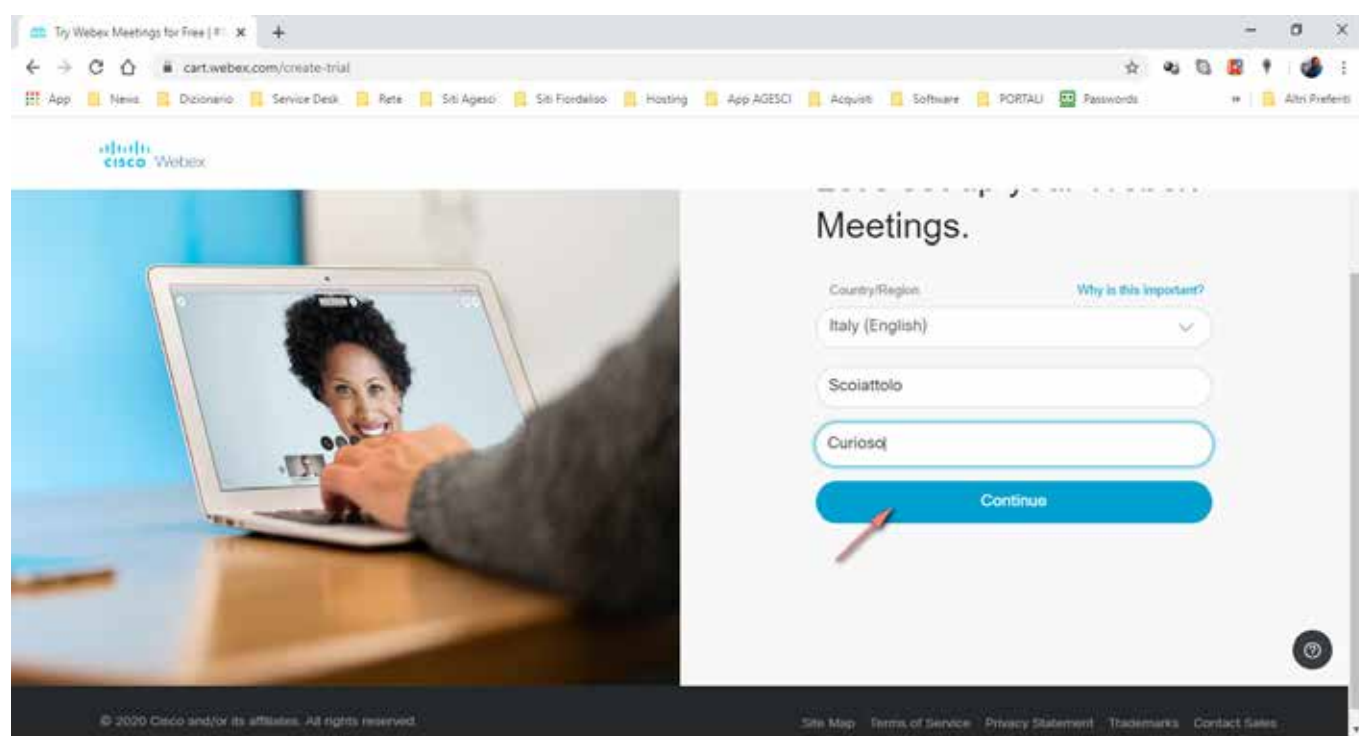 Try Webex Meetings for Free |
cart.webex.com/create-trial
App News Dizionario Service Desk Rete Siti Agesci Siti Fiordaliso Hosting App AGESCI Acquisti Software PORTALI Passwords Altri Preferiti
cisco Webex
Meetings.
Country/Region Why is this important?
Italy (English)
Scoiattolo
Curioso
Continue
© 2020 Cisco and/or its affiliates. All rights reserved. Site Map Terms of Service Privacy Statement Trademarks Contact Sales